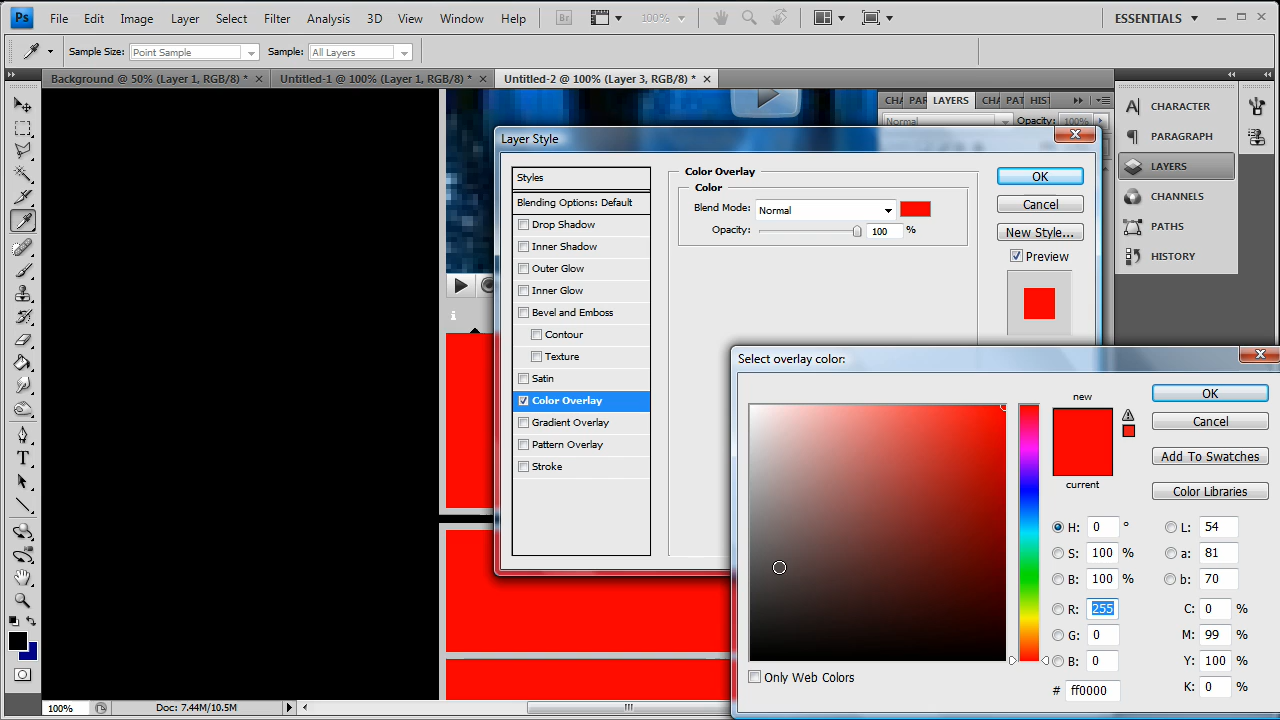 Ps File Edit Image Layer Select Filter Analysis 3D View Window Help Br 100% ESSENTIALS
Sample Size: Point Sample Sample: All Layers
Background @ 50% (Layer 1, RGB/8) * Untitled-1 @ 100% (Layer 1, RGB/8) * Untitled-2 @ 100% (Layer 3, RGB/8) *
CHA PAR LAYERS CHA PAT HIST
Normal Opacity: 100%
CHARACTER
PARAGRAPH
LAYERS
CHANNELS
PATHS
HISTORY
Layer Style
Styles
Blending Options: Default
Drop Shadow
Inner Shadow
Outer Glow
Inner Glow
Bevel and Emboss
Contour
Texture
Satin
Color Overlay
Gradient Overlay
Pattern Overlay
Stroke
Color Overlay
Color
Blend Mode: Normal
Opacity: 100 %
OK
Cancel
New Style...
Preview
i
Select overlay color:
new
current
OK
Cancel
Add To Swatches
Color Libraries
H: 0 ° L: 54
S: 100 % a: 81
B: 100 % b: 70
R: 255 C: 0 %
G: 0 M: 99 %
B: 0 Y: 100 %
# ff0000 K: 0 %
Only Web Colors
T
100% Doc: 7.44M/10.5M